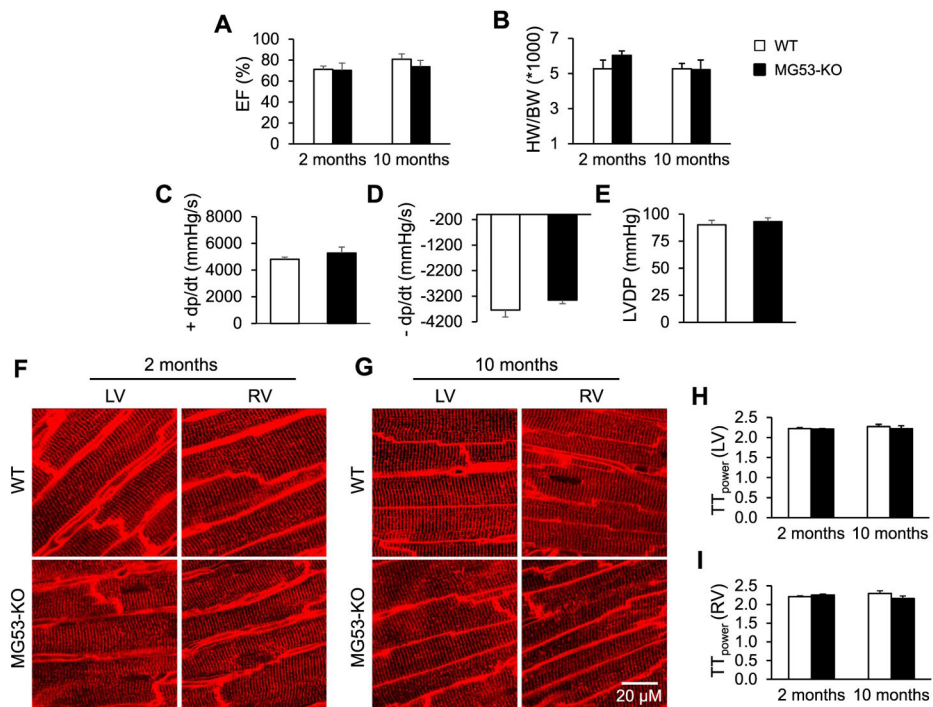 A
EF (%)
100
80
60
40
20
0
2 months 10 months
B
HW/BW (*1000)
7
5
3
1
2 months 10 months
WT
MG53-KO
C
+ dp/dt (mmHg/s)
8000
6000
4000
2000
0
D
- dp/dt (mmHg/s)
-200
-1200
-2200
-3200
-4200
E
LVDP (mmHg)
100
75
50
25
0
F
2 months
LV RV
WT
MG53-KO
G
10 months
LV RV
WT
MG53-KO
20 µM
H
TTpower (LV)
2.5
2.0
1.5
1.0
0.5
0.0
2 months 10 months
I
TTpower (RV)
2.5
2.0
1.5
1.0
0.5
0.0
2 months 10 months